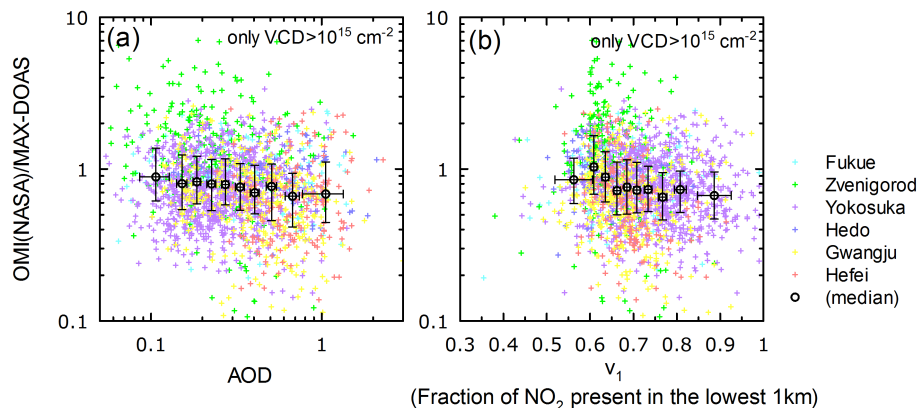 (a)
only VCD>10¹⁵ cm⁻²
(b)
only VCD>10¹⁵ cm⁻²
OMI(NASA)/MAX-DOAS
10
1
0.1
10
1
0.1
0.1
1
AOD
0.3 0.4 0.5 0.6 0.7 0.8 0.9 1
v₁
(Fraction of NO₂ present in the lowest 1km)
Fukue
Zvenigorod
Yokosuka
Hedo
Gwangju
Hefei
(median)